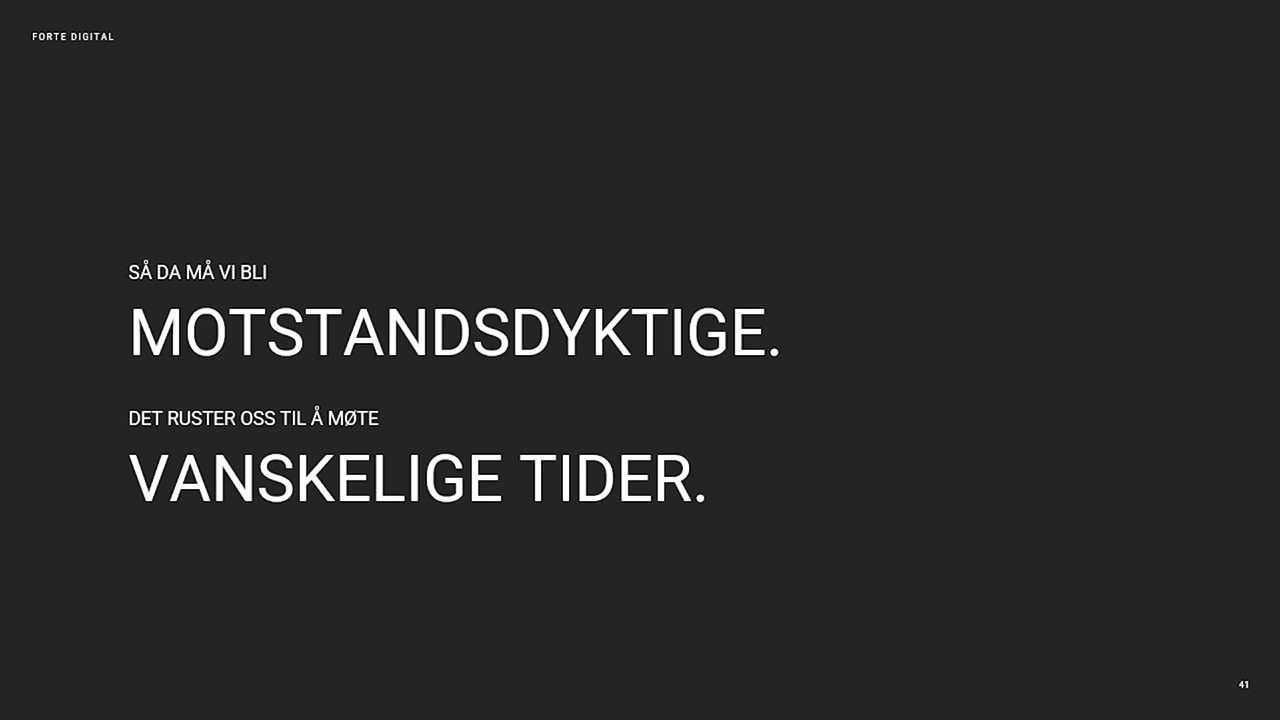 FORTE DIGITAL
SÅ DA MÅ VI BLI
MOTSTANDSDYKTIGE.
DET RUSTER OSS TIL Å MØTE
VANSKELIGE TIDER.
41